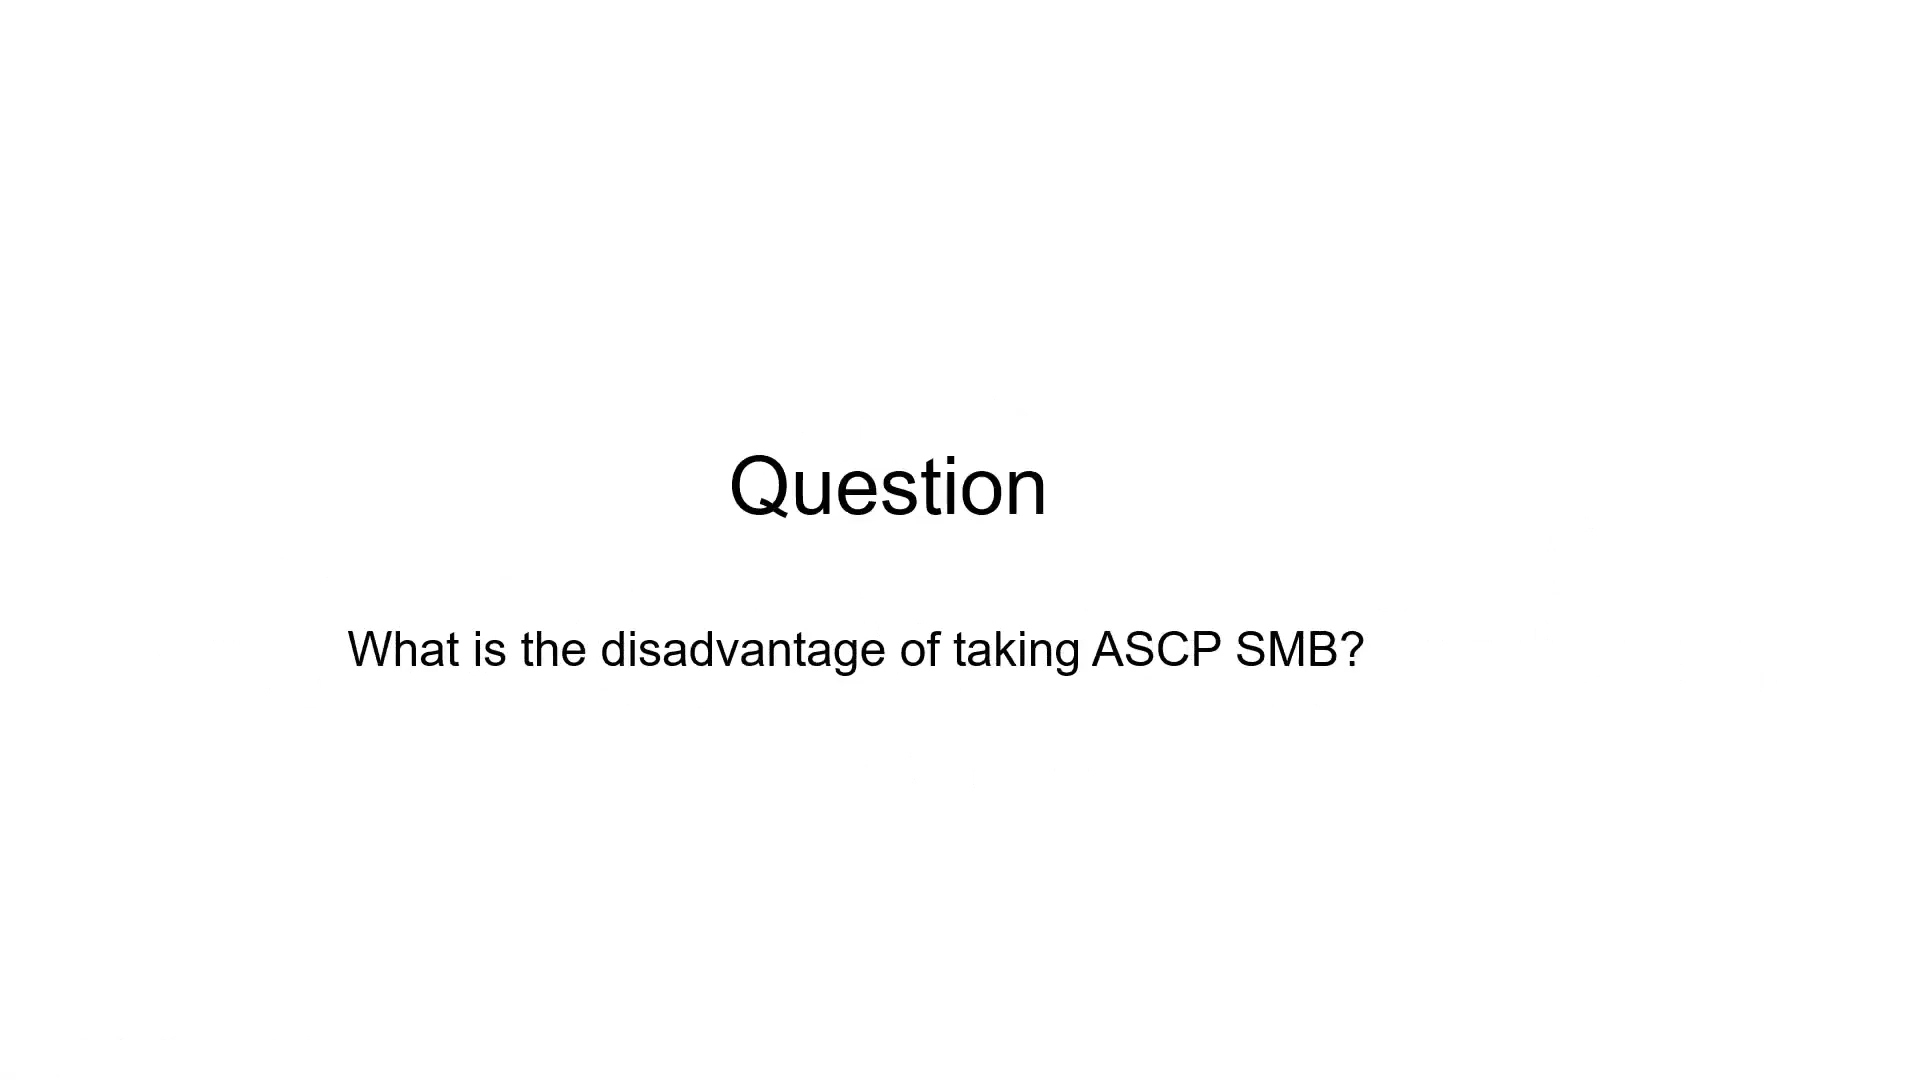 Question
What is the disadvantage of taking ASCP SMB?